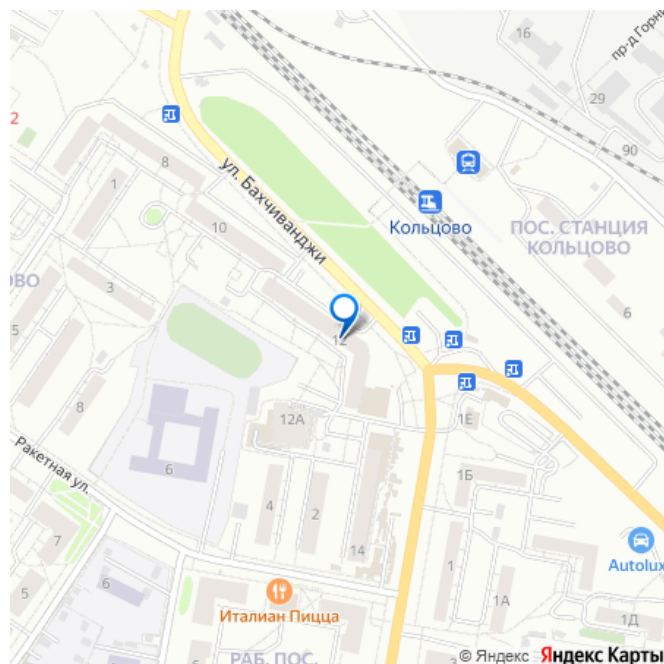 пр-д Горни
16
29
90
2
8
1
ул. Бахчиванджи
10
Кольцово
ПОС. СТАНЦИЯ
КОЛЬЦОВО
ОВО
3
5
6
12
8
12А
1Е
Ракетная ул.
6
1Б
4
2
14
7
6
5
1
1А
Autolux
1Д
Италиан Пицца
РАБ. ПОС.
© Яндекс Яндекс Карты